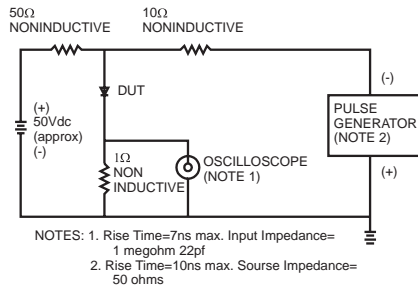 50Ω
NONINDUCTIVE
10Ω
NONINDUCTIVE
(+)
50Vdc
(approx)
(-)
DUT
1Ω
NON
INDUCTIVE
OSCILLOSCOPE
(NOTE 1)
(-)
PULSE
GENERATOR
(NOTE 2)
(+)
NOTES: 1. Rise Time=7ns max. Input Impedance=
1 megohm 22pf
2. Rise Time=10ns max. Sourse Impedance=
50 ohms